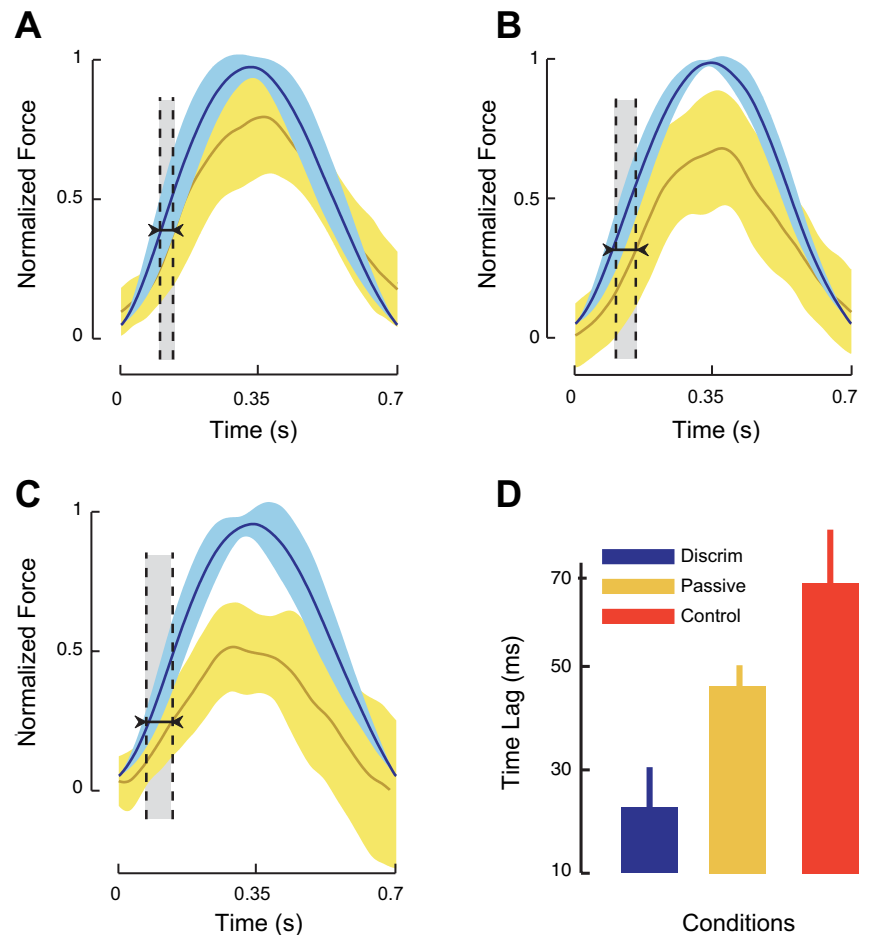 A
1
0.5
0
Normalized Force
0
0.35
0.7
Time (s)
B
1
0.5
0
Normalized Force
0
0.35
0.7
Time (s)
C
1
0.5
0
Normalized Force
0
0.35
0.7
Time (s)
D
Discrim
Passive
Control
70
50
30
10
Time Lag (ms)
Conditions